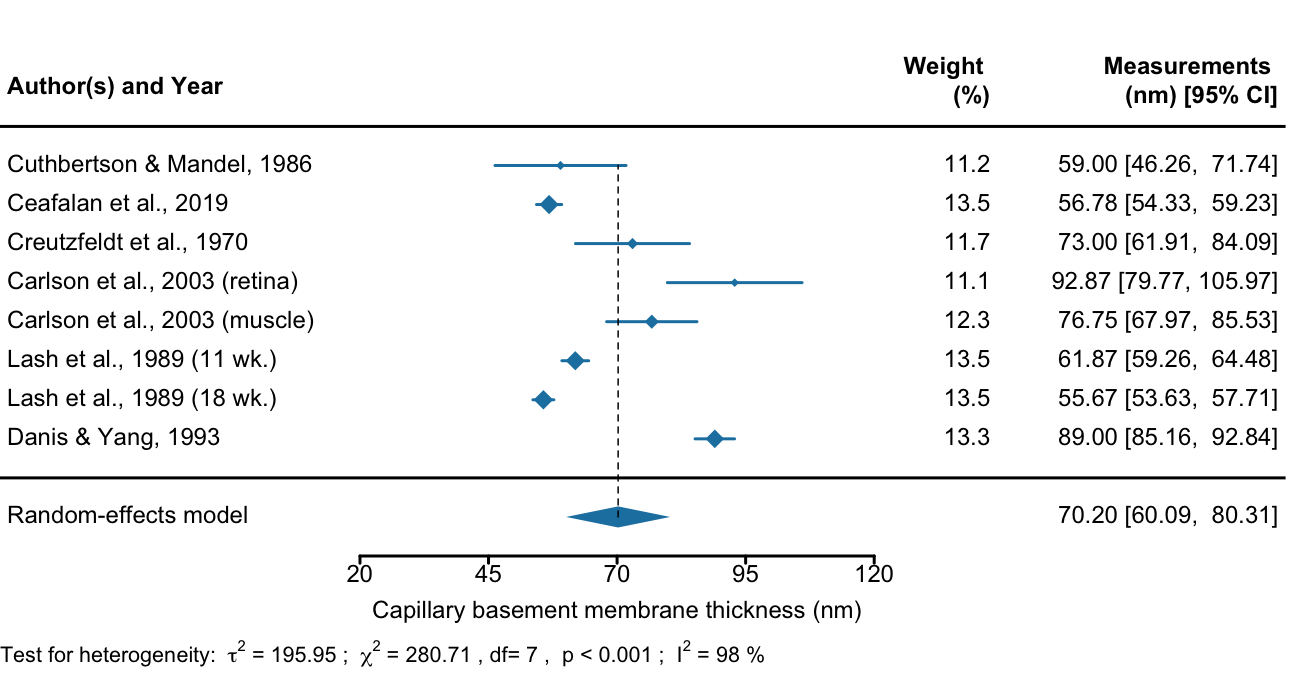 Author(s) and Year Weight (%) Measurements (nm) [95% CI]
Cuthbertson & Mandel, 1986 11.2 59.00 [46.26, 71.74]
Ceafalan et al., 2019 13.5 56.78 [54.33, 59.23]
Creutzfeldt et al., 1970 11.7 73.00 [61.91, 84.09]
Carlson et al., 2003 (retina) 11.1 92.87 [79.77, 105.97]
Carlson et al., 2003 (muscle) 12.3 76.75 [67.97, 85.53]
Lash et al., 1989 (11 wk.) 13.5 61.87 [59.26, 64.48]
Lash et al., 1989 (18 wk.) 13.5 55.67 [53.63, 57.71]
Danis & Yang, 1993 13.3 89.00 [85.16, 92.84]
Random-effects model 70.20 [60.09, 80.31]
20 45 70 95 120
Capillary basement membrane thickness (nm)
Test for heterogeneity: τ² = 195.95 ; χ² = 280.71 , df= 7 , p < 0.001 ; I² = 98 %